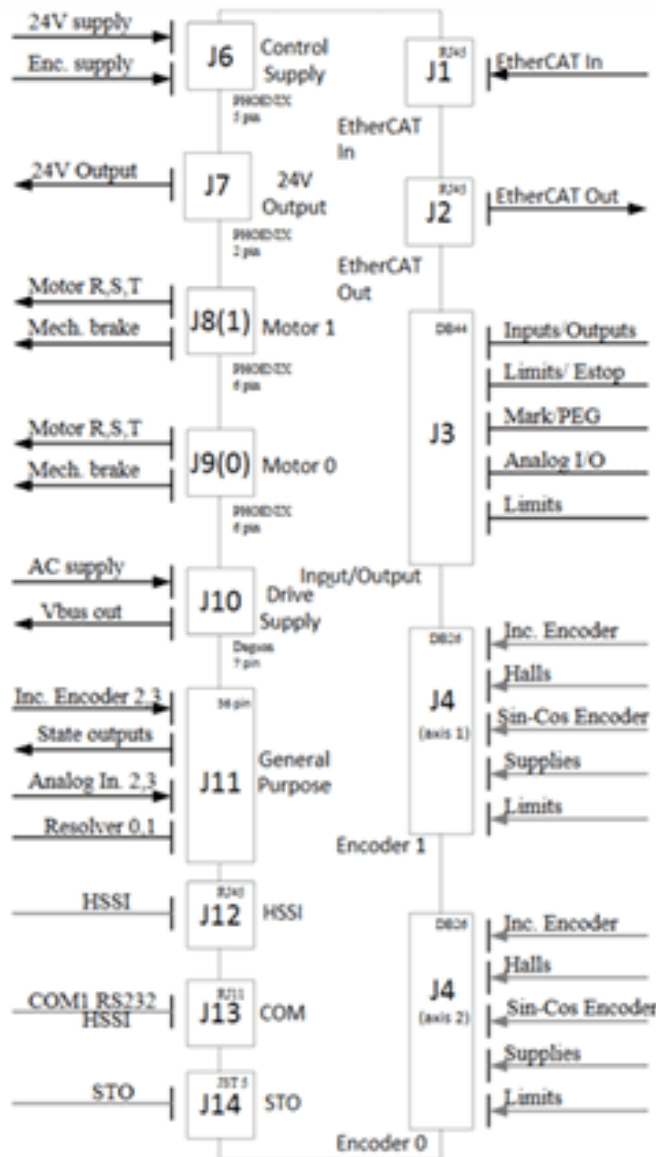 24V supply
Enc. supply
J6
Control
Supply
PHOENIX
5 pin
24V Output
J7
24V
Output
PHOENIX
2 pin
Motor R,S,T
Mech. brake
J8(1)
Motor 1
PHOENIX
6 pin
Motor R,S,T
Mech. brake
J9(0)
Motor 0
PHOENIX
6 pin
AC supply
Vbus out
J10
Drive
Supply
7 pin
Inc. Encoder 2,3
State outputs
Analog In. 2,3
Resolver 0,1
36 pin
J11
General
Purpose
HSSI
RJ45
J12
HSSI
COM1 RS232
HSSI
RJ11
J13
COM
STO
JST 5
J14
STO
RJ45
J1
EtherCAT In
EtherCAT
In
RJ45
J2
EtherCAT Out
EtherCAT
Out
DB44
J3
Inputs/Outputs
Limits/ Estop
Mark/PEG
Analog I/O
Limits
Input/Output
DB26
J4
(axis 1)
Inc. Encoder
Halls
Sin-Cos Encoder
Supplies
Limits
Encoder 1
DB26
J4
(axis 2)
Inc. Encoder
Halls
Sin-Cos Encoder
Supplies
Limits
Encoder 0